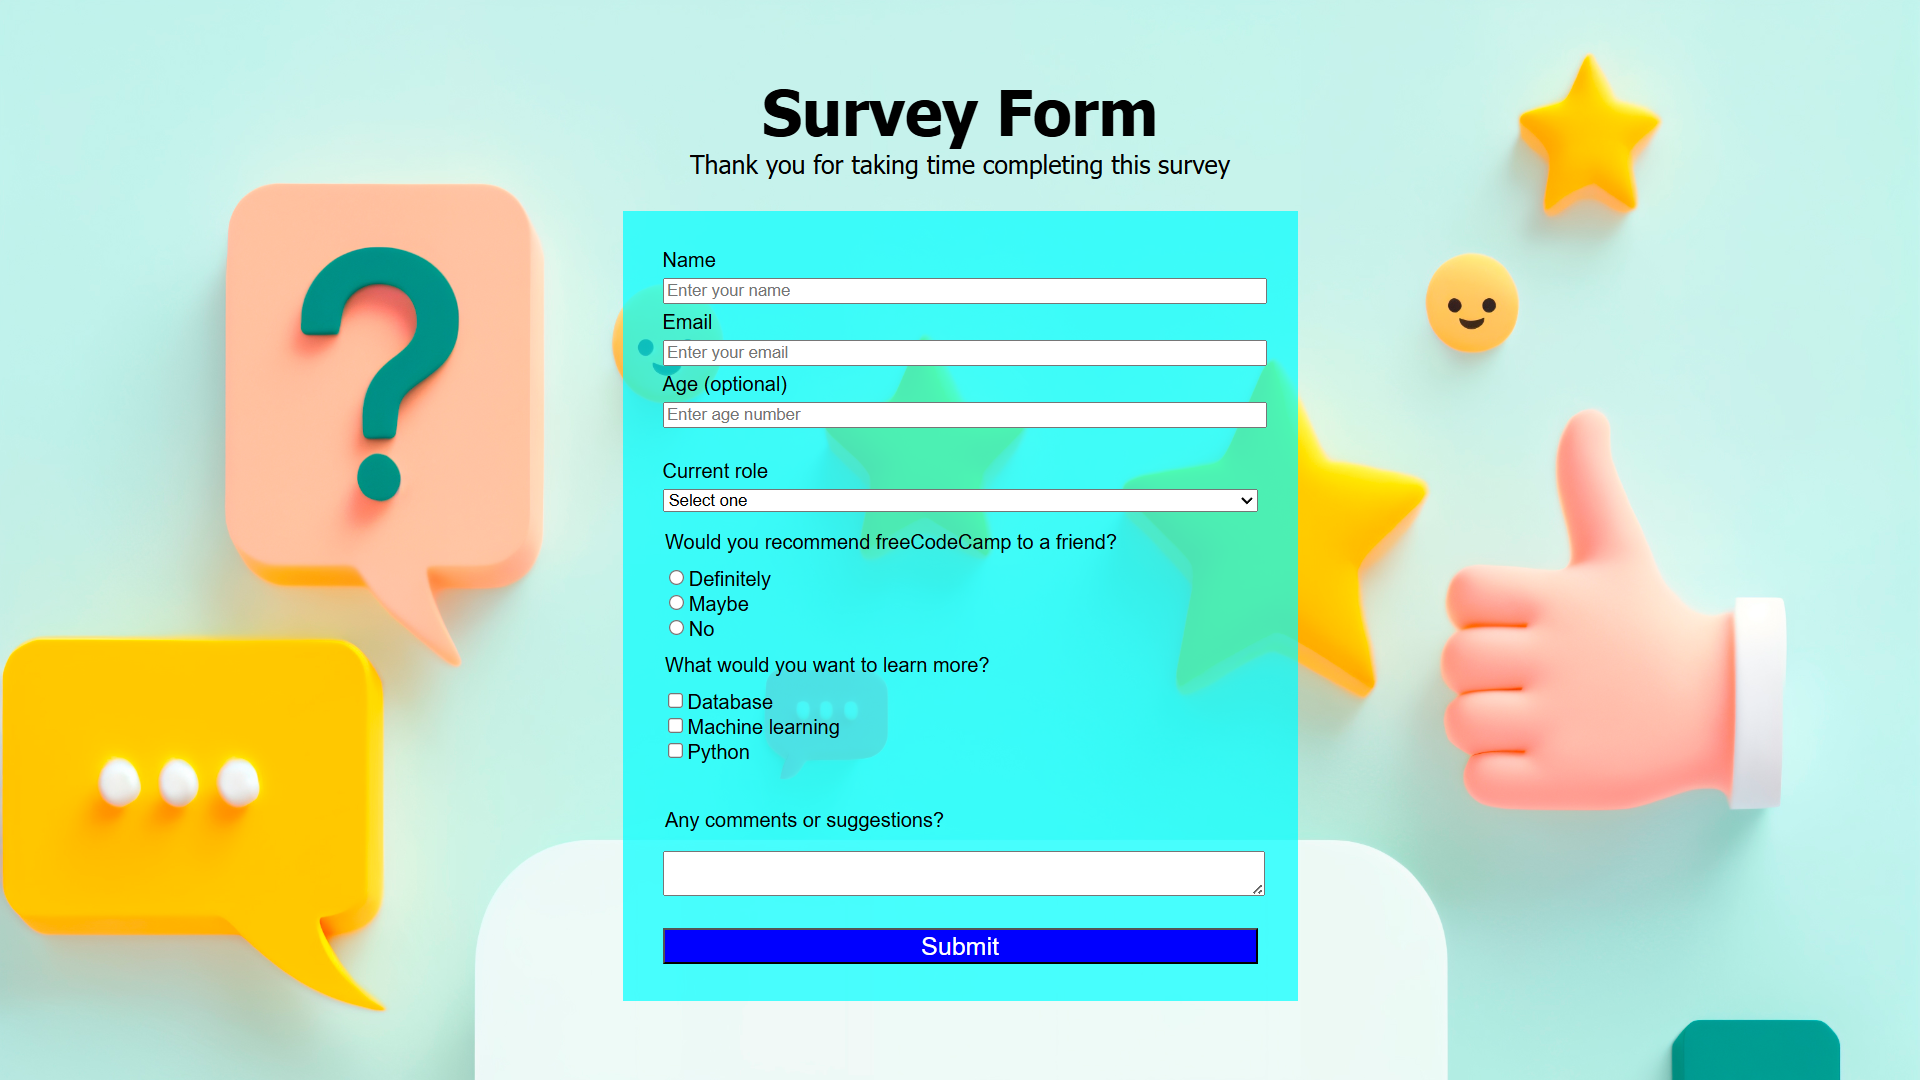 Survey Form
Thank you for taking time completing this survey
Name
Enter your name
Email
Enter your email
Age (optional)
Enter age number
Current role
Select one
Would you recommend freeCodeCamp to a friend?
Definitely
Maybe
No
What would you want to learn more?
Database
Machine learning
Python
Any comments or suggestions?
Submit